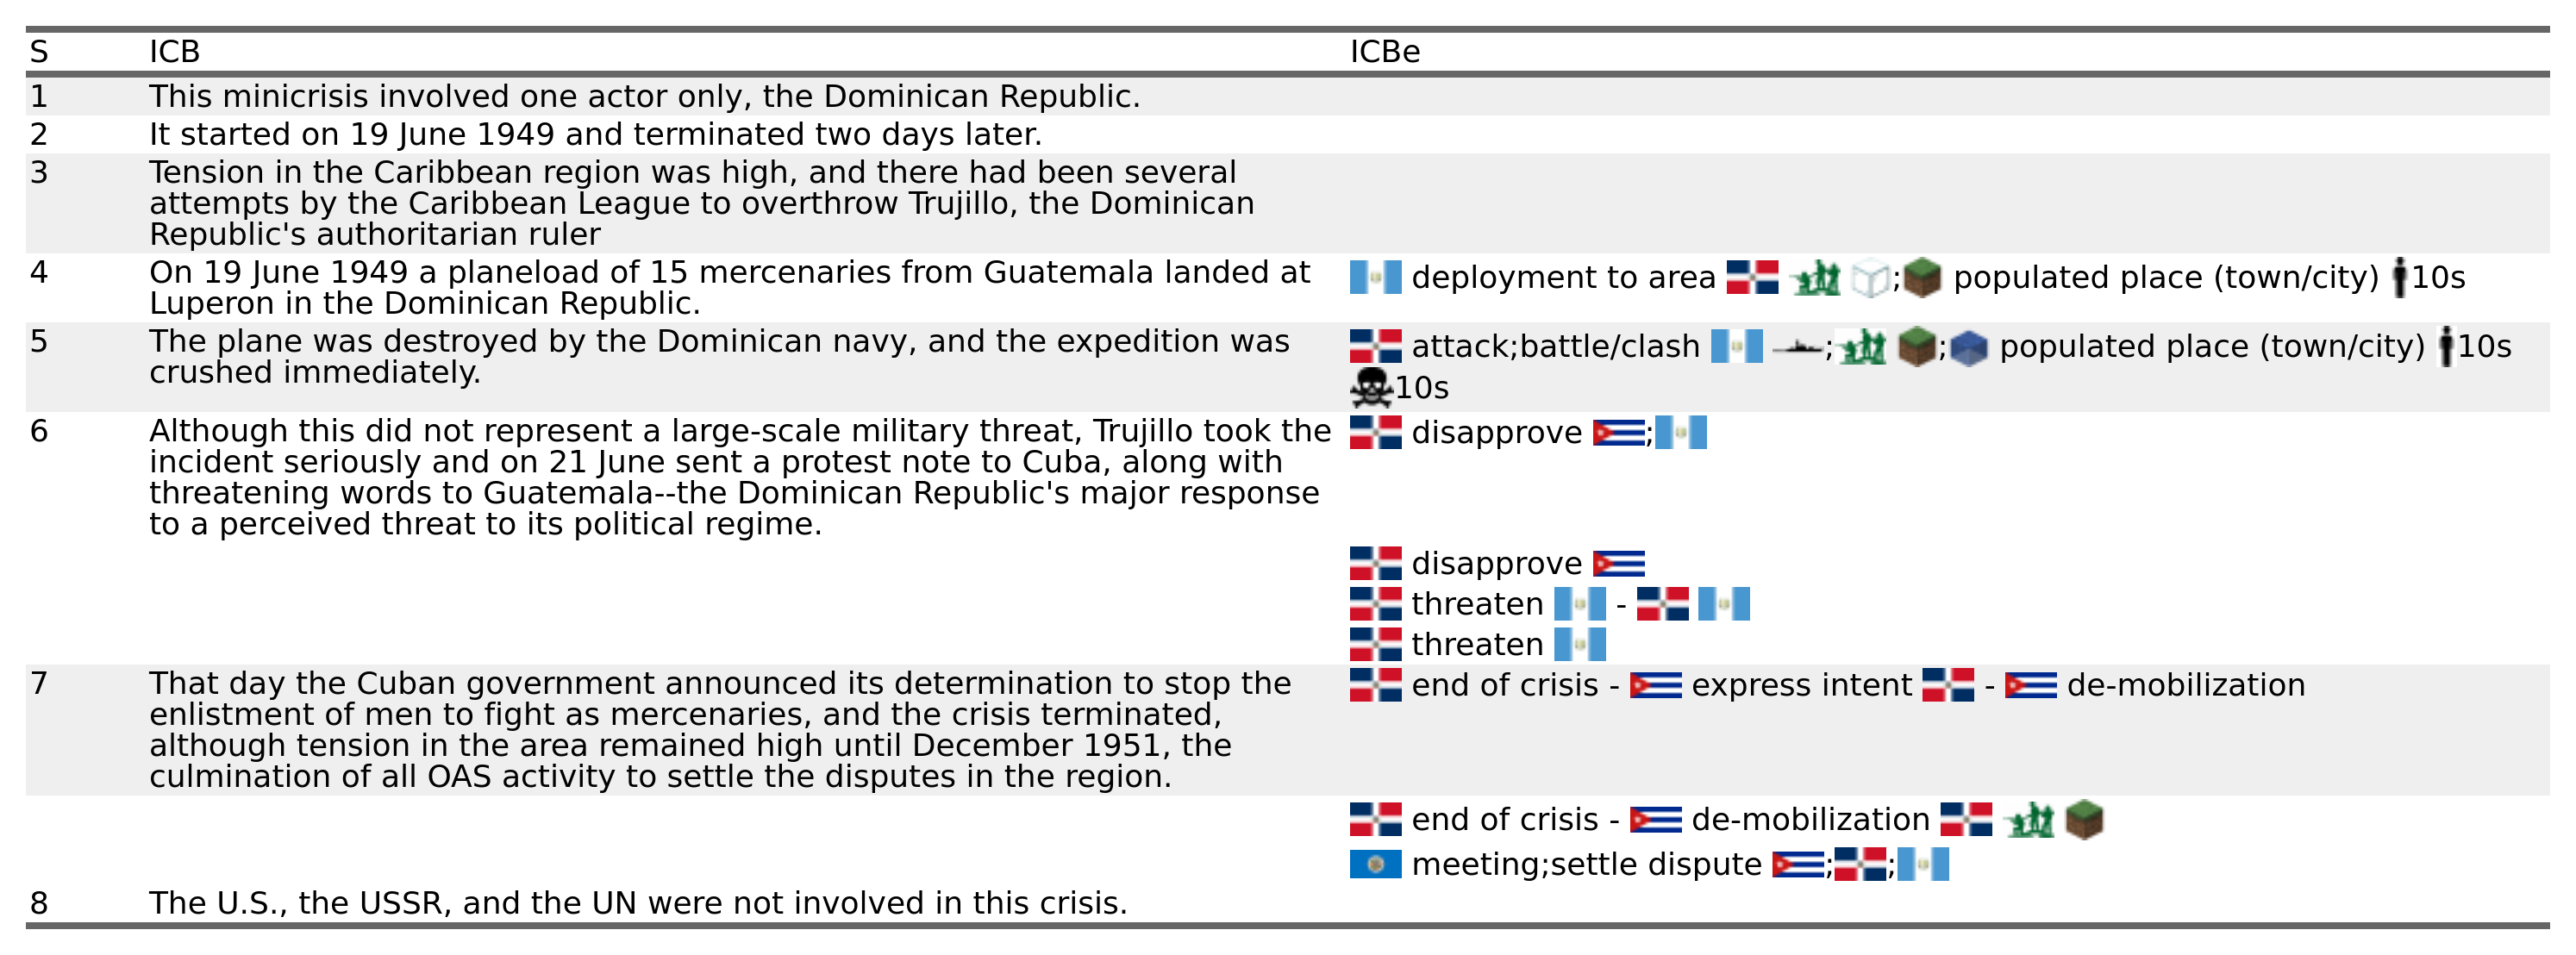 S ICB ICBe
1 This minicrisis involved one actor only, the Dominican Republic.
2 It started on 19 June 1949 and terminated two days later.
3 Tension in the Caribbean region was high, and there had been several
attempts by the Caribbean League to overthrow Trujillo, the Dominican
Republic's authoritarian ruler
4 On 19 June 1949 a planeload of 15 mercenaries from Guatemala landed at
Luperon in the Dominican Republic.
deployment to area ; populated place (town/city) 10s
5 The plane was destroyed by the Dominican navy, and the expedition was
crushed immediately.
attack;battle/clash ; ; populated place (town/city) 10s
10s
6 Although this did not represent a large-scale military threat, Trujillo took the
incident seriously and on 21 June sent a protest note to Cuba, along with
threatening words to Guatemala--the Dominican Republic's major response
to a perceived threat to its political regime.
disapprove ;
disapprove
threaten -
threaten
7 That day the Cuban government announced its determination to stop the
enlistment of men to fight as mercenaries, and the crisis terminated,
although tension in the area remained high until December 1951, the
culmination of all OAS activity to settle the disputes in the region.
end of crisis - express intent - de-mobilization
end of crisis - de-mobilization
meeting;settle dispute ; ;
8 The U.S., the USSR, and the UN were not involved in this crisis.